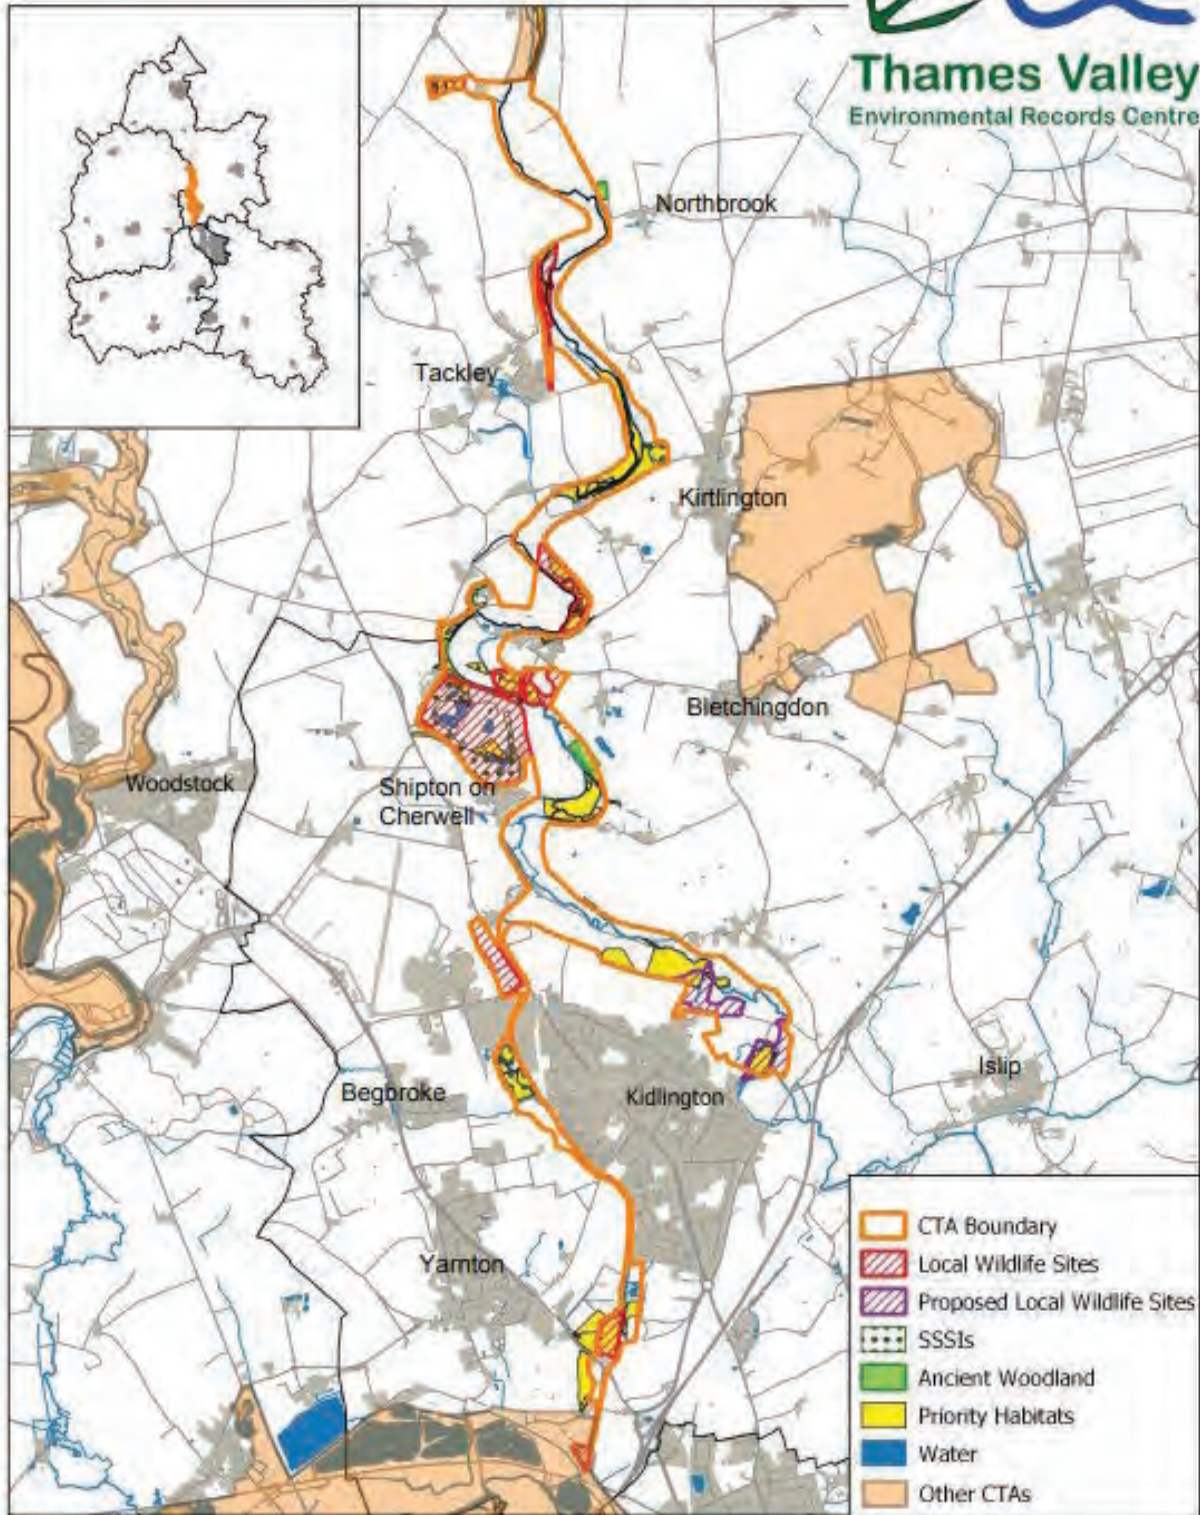 Thames Valley
Environmental Records Centre
Northbrook
Tackley
Kirtlington
Bletchingdon
Woodstock
Shipton on
Cherwell
Islip
Begbroke
Kidlington
Yarnton
CTA Boundary
Local Wildlife Sites
Proposed Local Wildlife Sites
SSSIs
Ancient Woodland
Priority Habitats
Water
Other CTAs